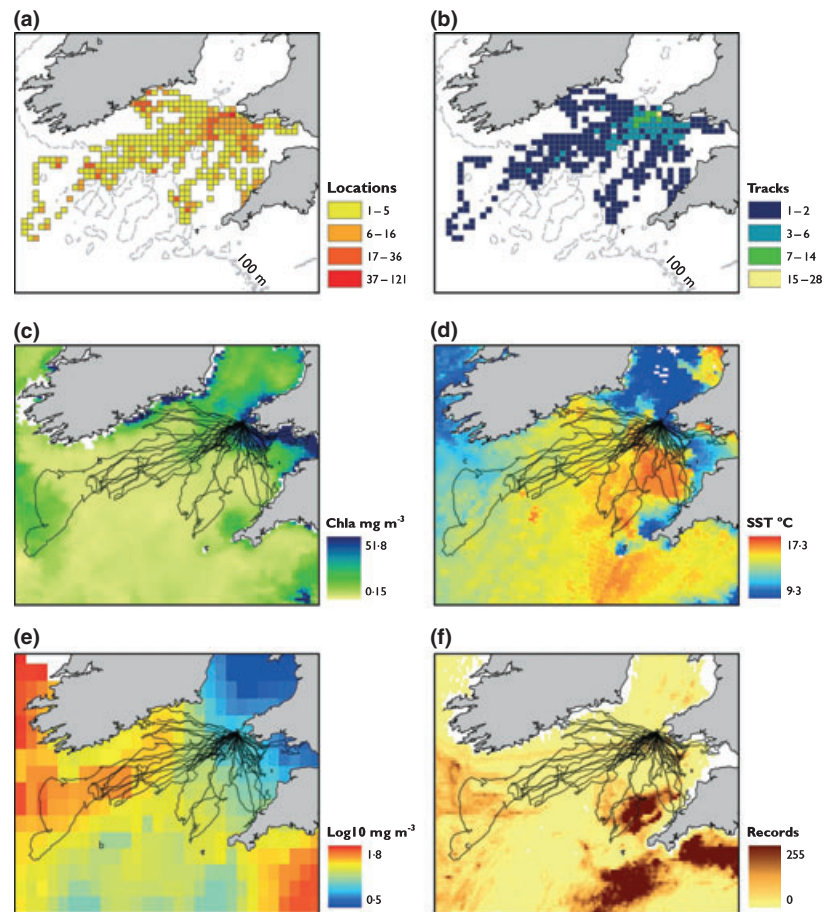 (a)
(b)
Locations
1–5
6–16
17–36
37–121
100 m
Tracks
1–2
3–6
7–14
15–28
100 m
(c)
(d)
Chla mg m-3
51·8
0·15
SST ºC
17·3
9·3
(e)
(f)
Log10 mg m-3
1·8
0·5
Records
255
0